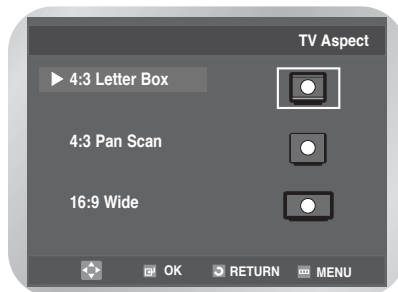 TV Aspect
4:3 Letter Box
4:3 Pan Scan
16:9 Wide
OK RETURN MENU